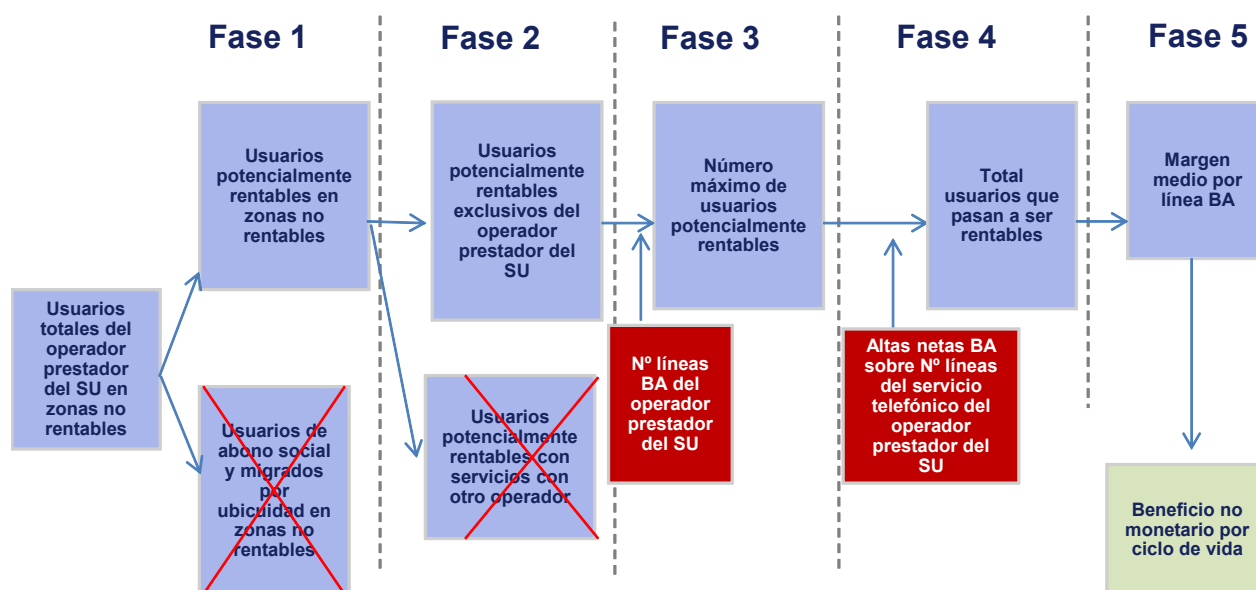 Fase 1
Fase 2
Fase 3
Fase 4
Fase 5
Usuarios
totales del
operador
prestador
del SU en
zonas no
rentables
Usuarios
potencialmente
rentables en
zonas no
rentables
Usuarios de
abono social
y migrados
por
ubicuidad en
zonas no
rentables
Usuarios
potencialmente
rentables
exclusivos del
operador
prestador del
SU
Usuarios
potencialmente
rentables con
servicios con
otro operador
Número
máximo de
usuarios
potencialmente
rentables
Nº líneas
BA del
operador
prestador
del SU
Total
usuarios que
pasan a ser
rentables
Altas netas BA
sobre Nº líneas
del servicio
telefónico del
operador
prestador del
SU
Margen
medio por
línea BA
Beneficio no
monetario por
ciclo de vida